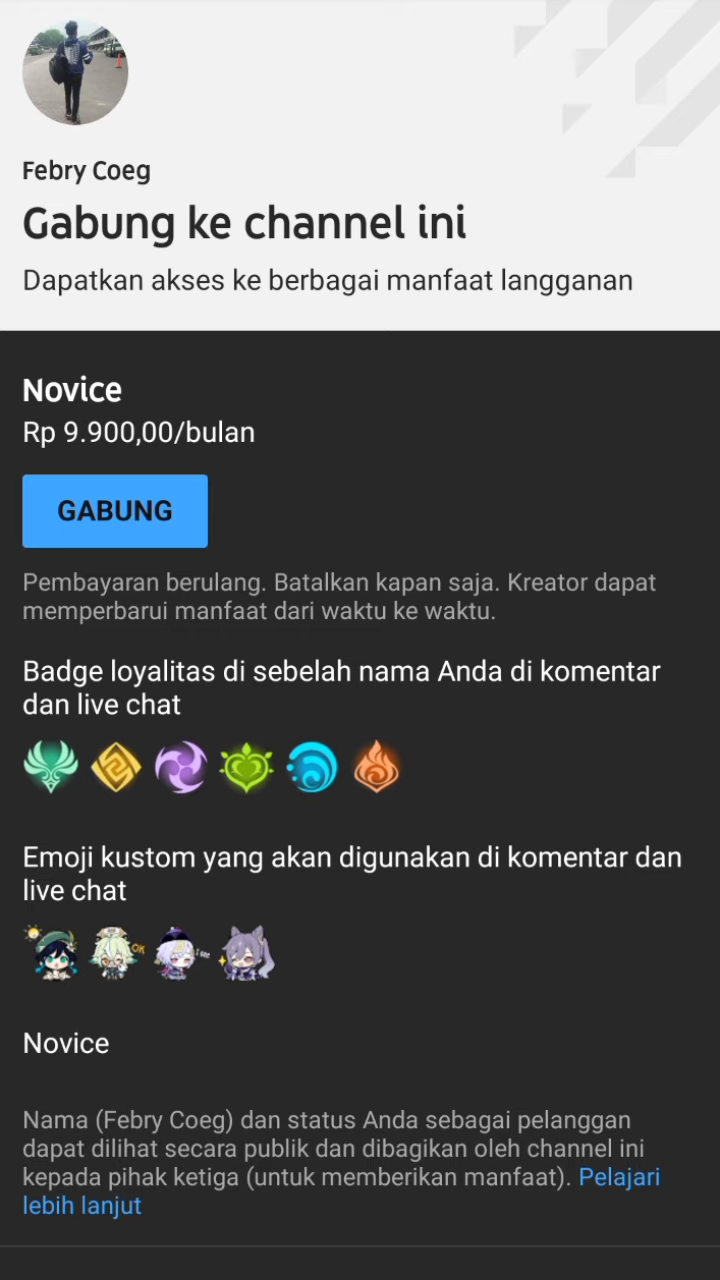 Febry Coeg
Gabung ke channel ini
Dapatkan akses ke berbagai manfaat langganan
Novice
Rp 9.900,00/bulan
GABUNG
Pembayaran berulang. Batalkan kapan saja. Kreator dapat
memperbarui manfaat dari waktu ke waktu.
Badge loyalitas di sebelah nama Anda di komentar
dan live chat
Emoji kustom yang akan digunakan di komentar dan
live chat
OK
Novice
Nama (Febry Coeg) dan status Anda sebagai pelanggan
dapat dilihat secara publik dan dibagikan oleh channel ini
kepada pihak ketiga (untuk memberikan manfaat). Pelajari
lebih lanjut